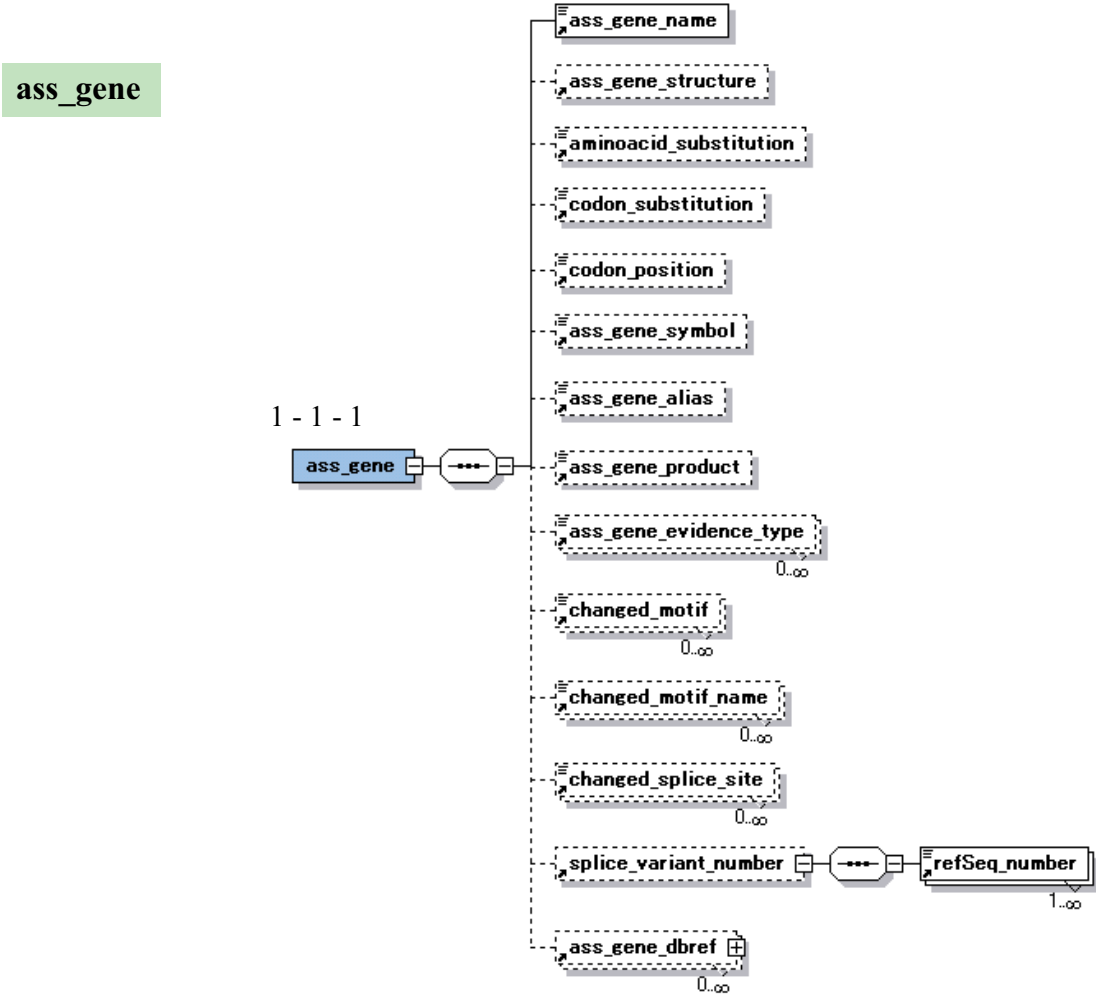 ass_gene_name
ass_gene
ass_gene_structure
aminoacid_substitution
codon_substitution
codon_position
ass_gene_symbol
ass_gene_alias
1 - 1 - 1
ass_gene
ass_gene_product
ass_gene_evidence_type
0..∞
changed_motif
0..∞
changed_motif_name
0..∞
changed_splice_site
0..∞
splice_variant_number
refSeq_number
1..∞
ass_gene_dbref
0..∞